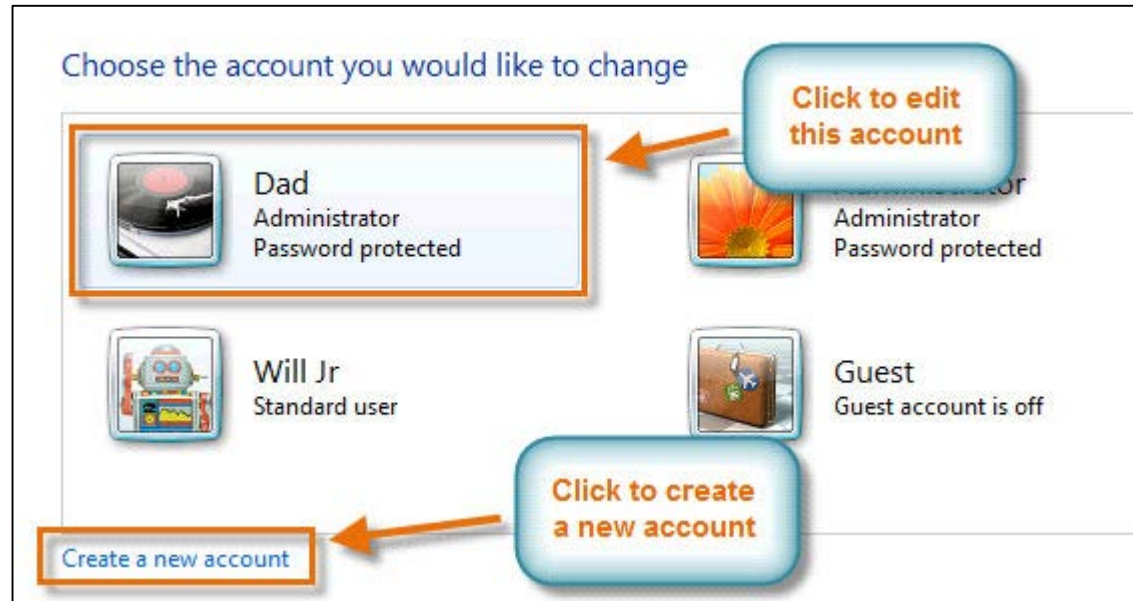 Choose the account you would like to change
Click to edit
this account
Dad
Administrator
Password protected
Administrator
Password protected
Will Jr
Standard user
Guest
Guest account is off
Click to create
a new account
Create a new account